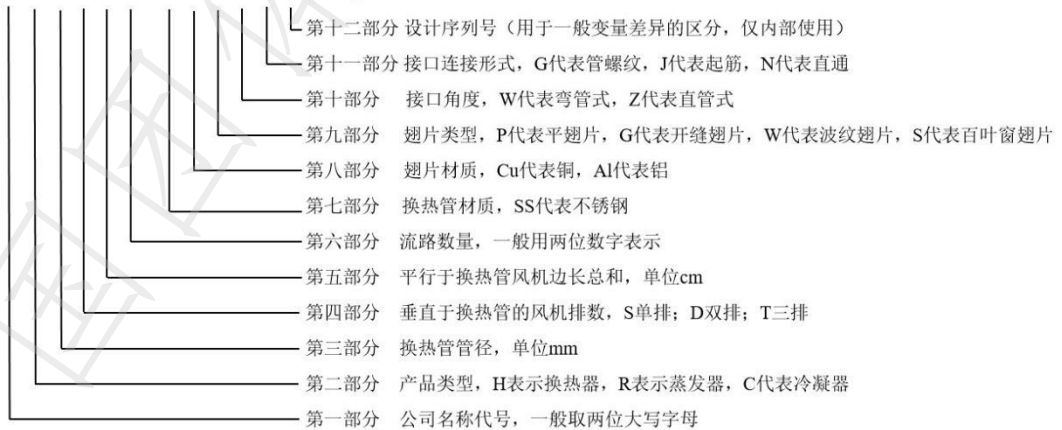 第十二部分 设计序列号（用于一般变量差异的区分，仅内部使用）
第十一部分 接口连接形式，G代表管螺纹，J代表起筋，N代表直通
第十部分 接口角度，W代表弯管式，Z代表直管式
第九部分 翅片类型，P代表平翅片，G代表开缝翅片，W代表波纹翅片，S代表百叶窗翅片
第八部分 翅片材质，Cu代表铜，Al代表铝
第七部分 换热管材质，SS代表不锈钢
第六部分 流路数量，一般用两位数字表示
第五部分 平行于换热管风机边长总和，单位cm
第四部分 垂直于换热管的风机排数，S单排；D双排；T三排
第三部分 换热管管径，单位mm
第二部分 产品类型，H表示换热器，R表示蒸发器，C代表冷凝器
第一部分 公司名称代号，一般取两位大写字母